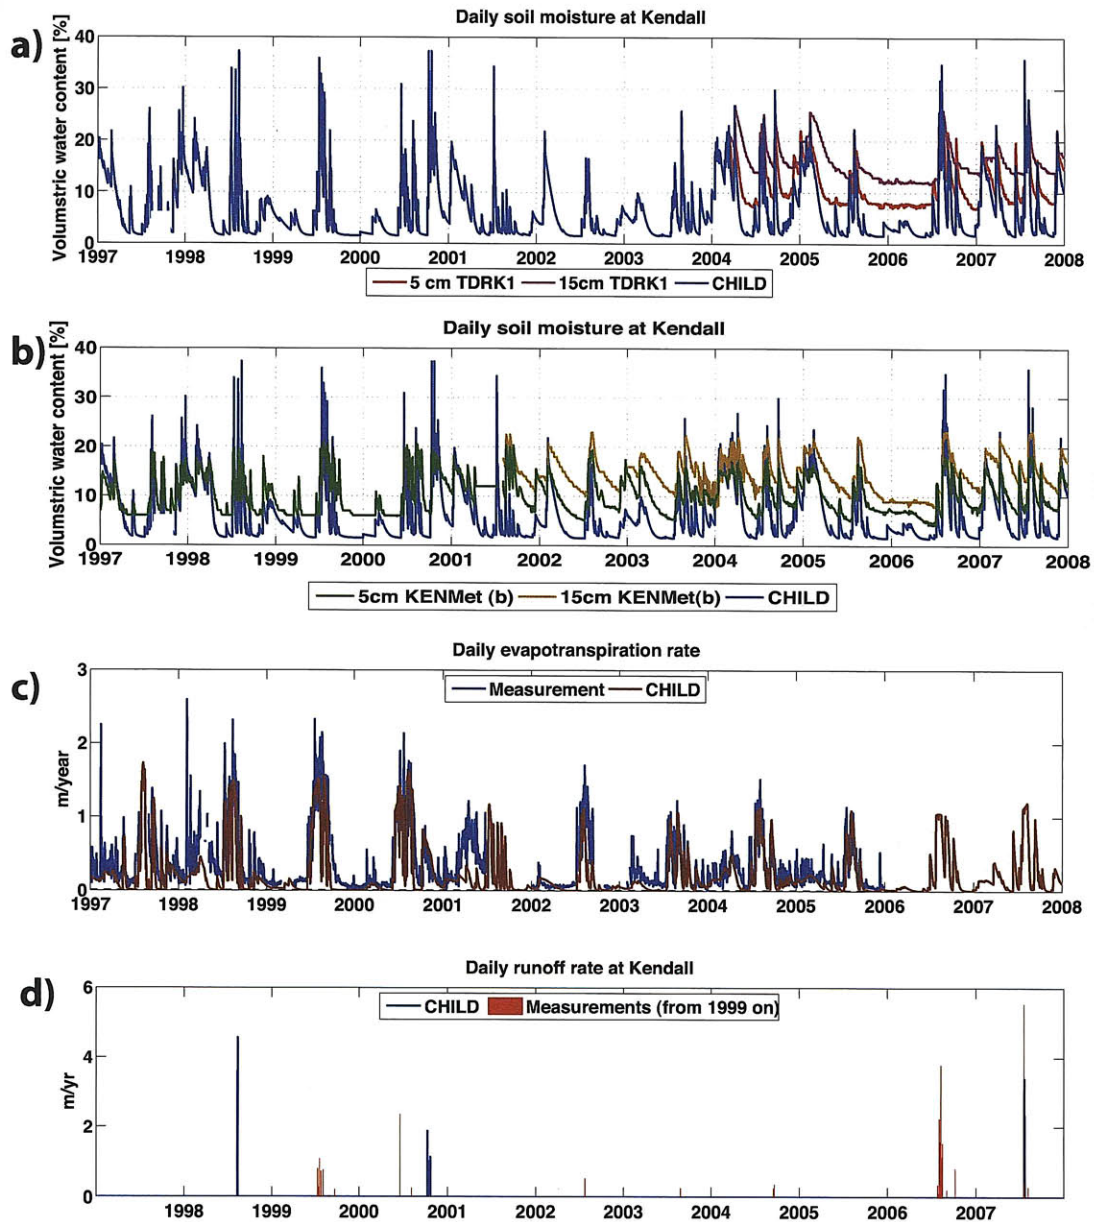 a)
Daily soil moisture at Kendall
Volumstric water content [%]
40
30
20
10
0
1997 1998 1999 2000 2001 2002 2003 2004 2005 2006 2007 2008
5 cm TDRK1 15cm TDRK1 CHILD
b)
Daily soil moisture at Kendall
Volumstric water content [%]
40
30
20
10
0
1997 1998 1999 2000 2001 2002 2003 2004 2005 2006 2007 2008
5cm KENMet (b) 15cm KENMet(b) CHILD
c)
Daily evapotranspiration rate
m/year
3
2
1
0
Measurement CHILD
1997 1998 1999 2000 2001 2002 2003 2004 2005 2006 2007 2008
d)
Daily runoff rate at Kendall
m/yr
6
4
2
0
CHILD Measurements (from 1999 on)
1998 1999 2000 2001 2002 2003 2004 2005 2006 2007